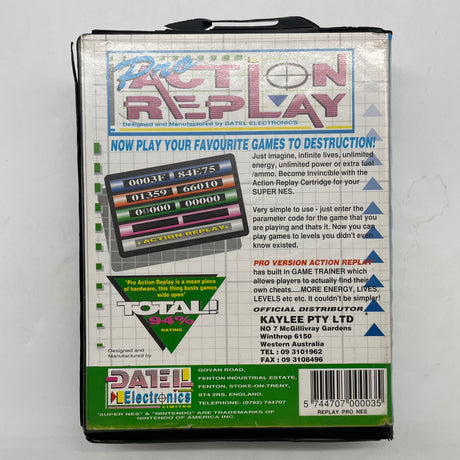 Pro
ACTION
REPLAY
Designed and Manufactured by DATEL ELECTRONICS
NOW PLAY YOUR FAVOURITE GAMES TO DESTRUCTION!
Just imagine, infinite lives, unlimited
energy, unlimited power or extra fuel
/ammo. Become Invincible with the
Action Replay Cartridge for your
SUPER NES.
Very simple to use - just enter the
parameter code for the game that you
are playing and thats it. Now you can
play games to levels you didn't even
know existed.
0003F 84E75
01359 66010
00000 00000
ACTION REPLAY
PRO VERSION ACTION REPLAY
has built in GAME TRAINER which
allows players to actually find their
own cheats.....MORE ENERGY, LIVES,
LEVELS etc etc. It couldn't be simpler!
"Pro Action Replay is a mean piece
of hardware, this thing busts games
wide open"
TOTAL!!
94%
RATING
OFFICIAL DISTRIBUTOR
KAYLEE PTY LTD
NO 7 McGillivray Gardens
Winthrop 6150
Western Australia
TEL : 09 3101962
FAX : 09 3108496
Designed and
Manufactured by
DATEL
Electronics
LIMITED
GOVAN ROAD,
FENTON INDUSTRIAL ESTATE,
FENTON, STOKE-ON-TRENT,
ST4 2RS, ENGLAND.
TELEPHONE: (0782) 744707
"SUPER NES" & "NINTENDO" ARE TRADEMARKS OF
NINTENDO OF AMERICA INC.
5 744707 000035
REPLAY PRO NES